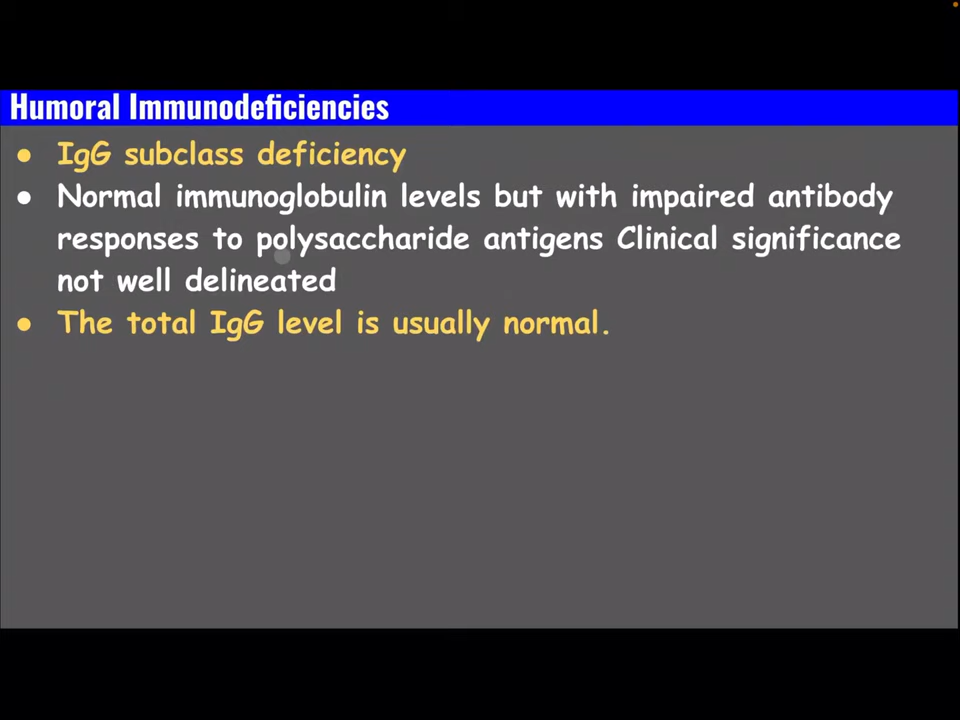 Humoral Immunodeficiencies
● IgG subclass deficiency
● Normal immunoglobulin levels but with impaired antibody
responses to polysaccharide antigens Clinical significance
not well delineated
● The total IgG level is usually normal.